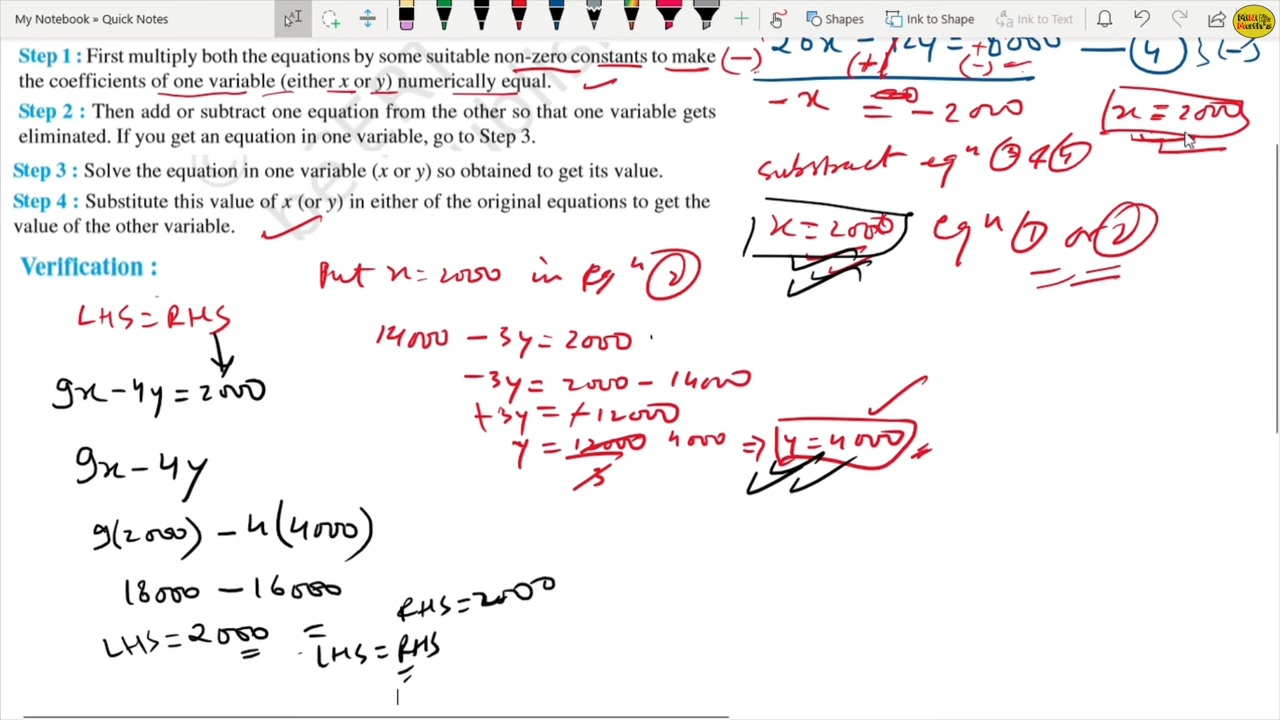 My Notebook » Quick Notes
Shapes
Ink to Shape
Ink to Text
Step 1 : First multiply both the equations by some suitable non-zero constants to make
the coefficients of one variable (either x or y) numerically equal.
Step 2 : Then add or subtract one equation from the other so that one variable gets
eliminated. If you get an equation in one variable, go to Step 3.
Step 3 : Solve the equation in one variable (x or y) so obtained to get its value.
Step 4 : Substitute this value of x (or y) in either of the original equations to get the
value of the other variable.
(−) 28x − 12y = +8000 — (4) } (−)
(+) (−)
−x = −2000
x = 2000
substract eqⁿ (3) & (4)
x = 2000 eqⁿ (1) or (2)
Verification :
Put x = 2000 in eqⁿ (2)
LHS = RHS
14000 − 3y = 2000
9x − 4y = 2000
−3y = 2000 − 14000
+3y = +12000
y = 12000/3 4000 ⇒ y = 4000
9x − 4y
9(2000) − 4(4000)
18000 − 16000
RHS = 2000
LHS = 2000
LHS = RHS